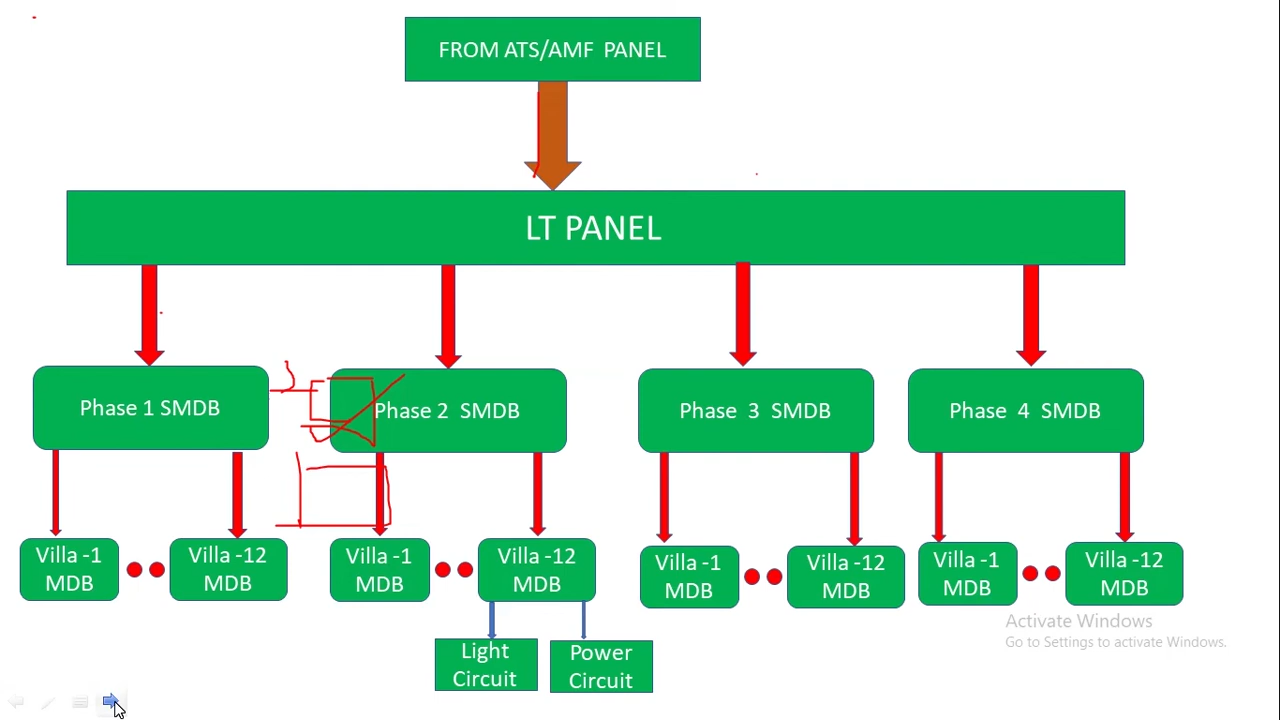 FROM ATS/AMF PANEL
LT PANEL
Phase 1 SMDB
Phase 2 SMDB
Phase 3 SMDB
Phase 4 SMDB
Villa -1
MDB
Villa -12
MDB
Villa -1
MDB
Villa -12
MDB
Villa -1
MDB
Villa -12
MDB
Villa -1
MDB
Villa -12
MDB
Light
Circuit
Power
Circuit
Activate Windows
Go to Settings to activate Windows.